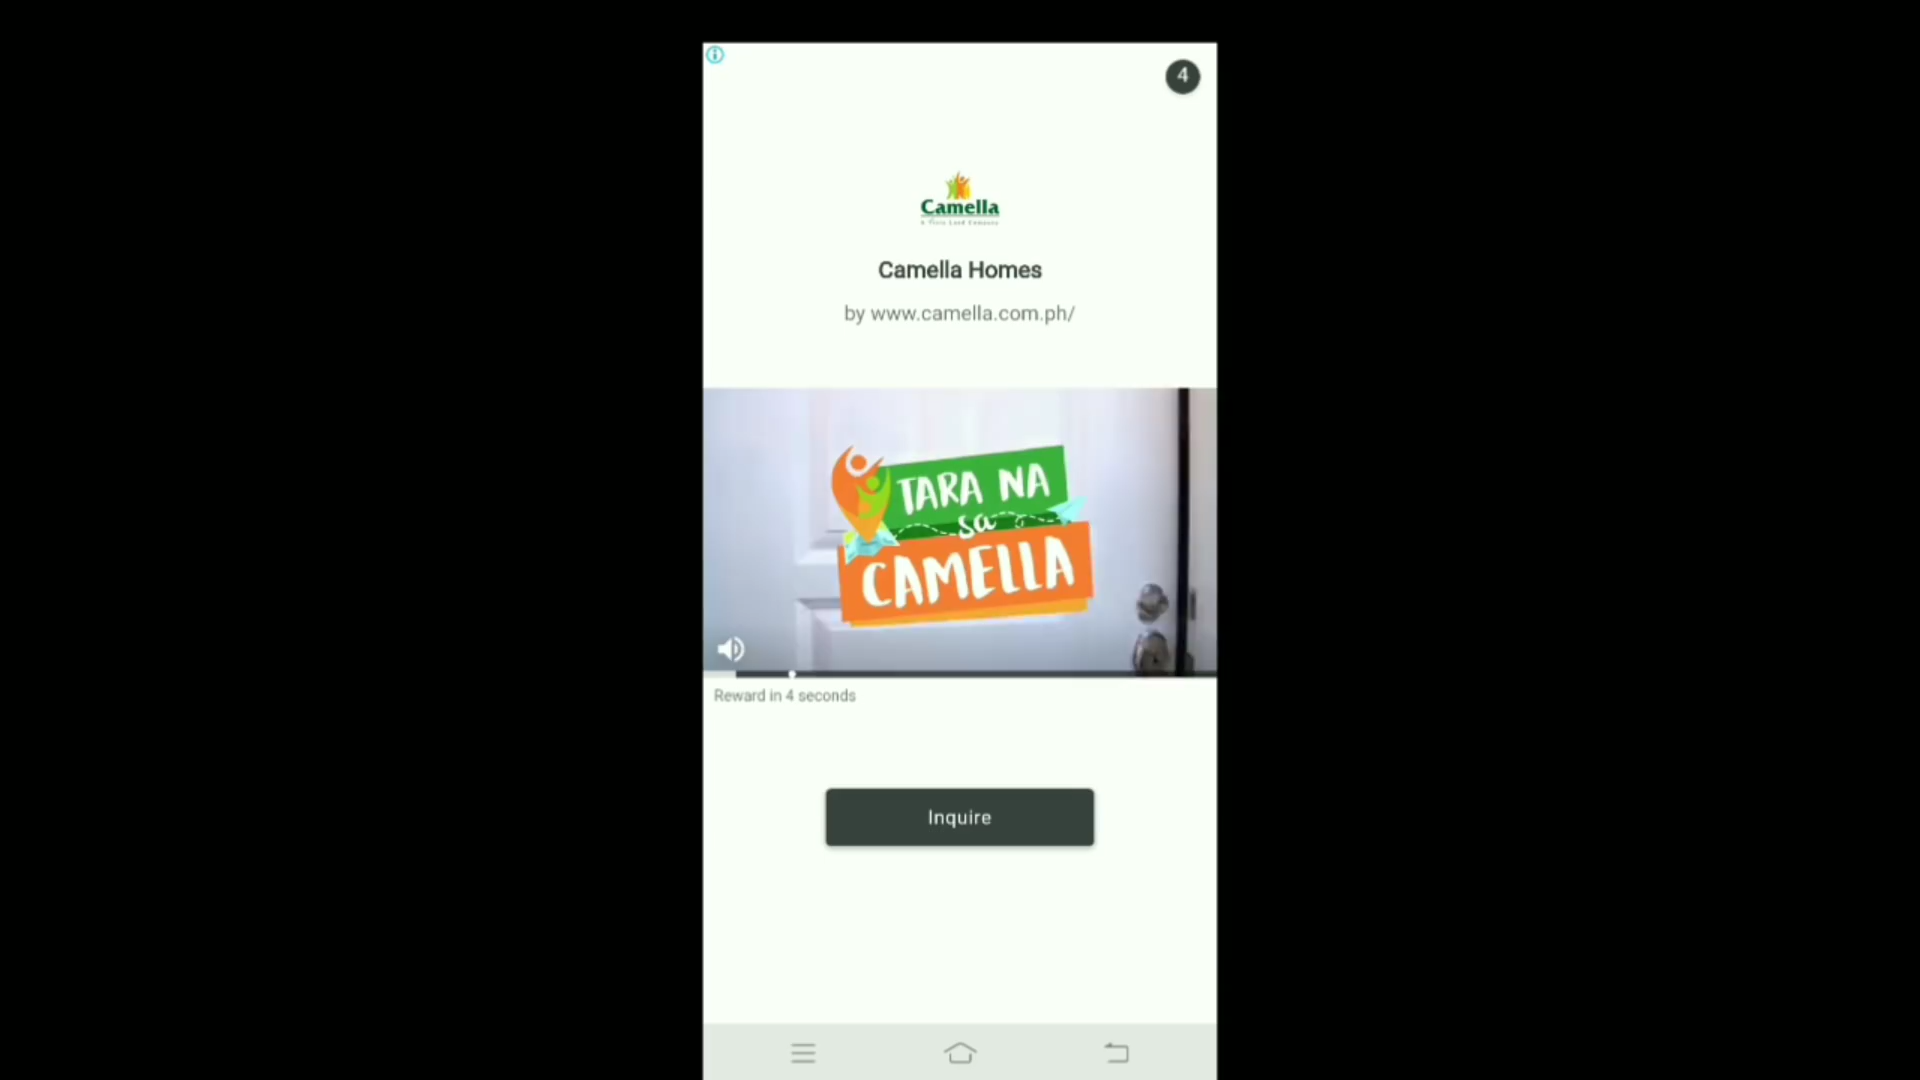 4
Camella
Camella Homes
by www.camella.com.ph/
TARA NA
sa
CAMELLA
Reward in 4 seconds
Inquire